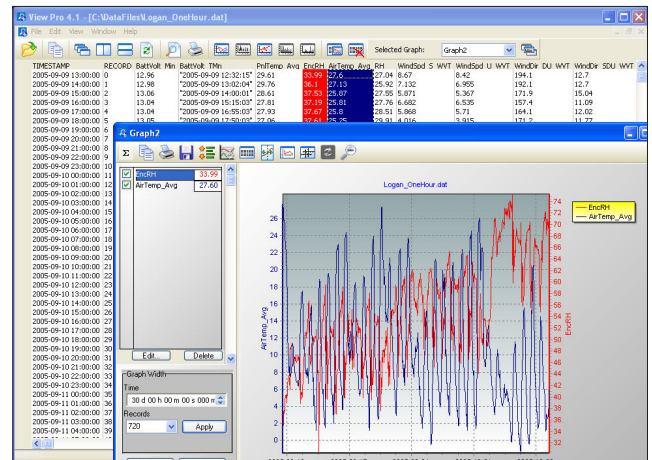 View Pro 4.1 - [C:\DataFiles\Logan_OneHour.dat]
File Edit View Window Help
Selected Graph: Graph2
TIMESTAMP RECORD BattVolt Min BattVolt TMn PnlTemp Avg EncRH AirTemp Avg RH WindSpd S WVT WindSpd U WVT WindDir DU WVT WindDir SDU WVT
2005-09-09 13:00:00 0 12.96 "2005-09-09 12:32:15" 29.61 33.99 27.6 27.04 8.67 8.42 194.1 12.7
2005-09-09 14:00:00 1 12.98 "2005-09-09 13:02:04" 29.76 36.1 27.13 25.92 7.132 6.955 192.1 12.7
2005-09-09 15:00:00 2 13.06 "2005-09-09 14:00:01" 28.61 37.53 25.87 27.55 5.871 5.367 171.9 15.04
2005-09-09 16:00:00 3 13.04 "2005-09-09 15:15:03" 27.81 37.19 25.81 27.76 6.682 6.535 157.4 11.09
2005-09-09 17:00:00 4 13.04 "2005-09-09 16:55:03" 27.93 37.67 25.8 28.51 5.868 5.71 164.1 12.02
2005-09-09 18:00:00 5
2005-09-09 19:00:00 6
2005-09-09 20:00:00 7
2005-09-09 21:00:00 8
2005-09-09 22:00:00 9
2005-09-09 23:00:00 10
2005-09-10 00:00:00 11
2005-09-10 01:00:00 12
2005-09-10 02:00:00 13
2005-09-10 03:00:00 14
2005-09-10 04:00:00 15
2005-09-10 05:00:00 16
2005-09-10 06:00:00 17
2005-09-10 07:00:00 18
2005-09-10 08:00:00 19
2005-09-10 09:00:00 20
2005-09-10 10:00:00 21
2005-09-10 11:00:00 22
2005-09-10 12:00:00 23
2005-09-10 13:00:00 24
2005-09-10 14:00:00 25
2005-09-10 15:00:00 26
2005-09-10 16:00:00 27
2005-09-10 17:00:00 28
2005-09-10 18:00:00 29
2005-09-10 19:00:00 30
2005-09-10 20:00:00 31
2005-09-10 21:00:00 32
2005-09-10 22:00:00 33
2005-09-10 23:00:00 34
2005-09-11 00:00:00 35
2005-09-11 01:00:00 36
2005-09-11 02:00:00 37
2005-09-11 03:00:00 38
2005-09-11 04:00:00 39
Graph2
Σ
EncRH 33.99
AirTemp_Avg 27.60
Edit... Delete
Graph Width
Time
30 d 00 h 00 m 00 s 000 m
Records
720 Apply
Logan_OneHour.dat
EncRH
AirTemp_Avg
AirTemp_Avg
26
24
22
20
18
16
14
12
10
8
6
4
2
0
74
72
70
68
66
64
62
60
58
56
54
52
50
48
46
44
42
40
38
36
34
32
EncRH